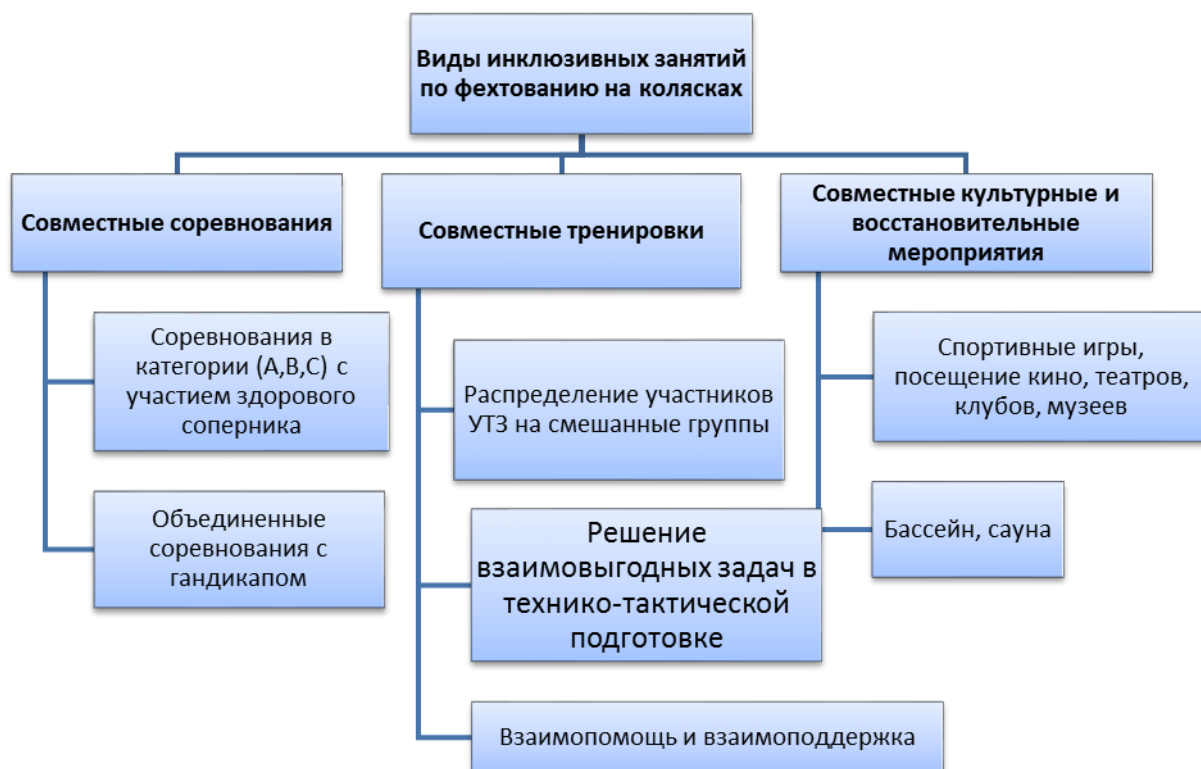 Виды инклюзивных занятий
по фехтованию на колясках
Совместные соревнования
Соревнования в
категории (А,В,С) с
участием здорового
соперника
Объединенные
соревнования с
гандикапом
Совместные тренировки
Распределение участников
УТЗ на смешанные группы
Решение
взаимовыгодных задач в
технико-тактической
подготовке
Взаимопомощь и взаимоподдержка
Совместные культурные и
восстановительные
мероприятия
Спортивные игры,
посещение кино, театров,
клубов, музеев
Бассейн, сауна